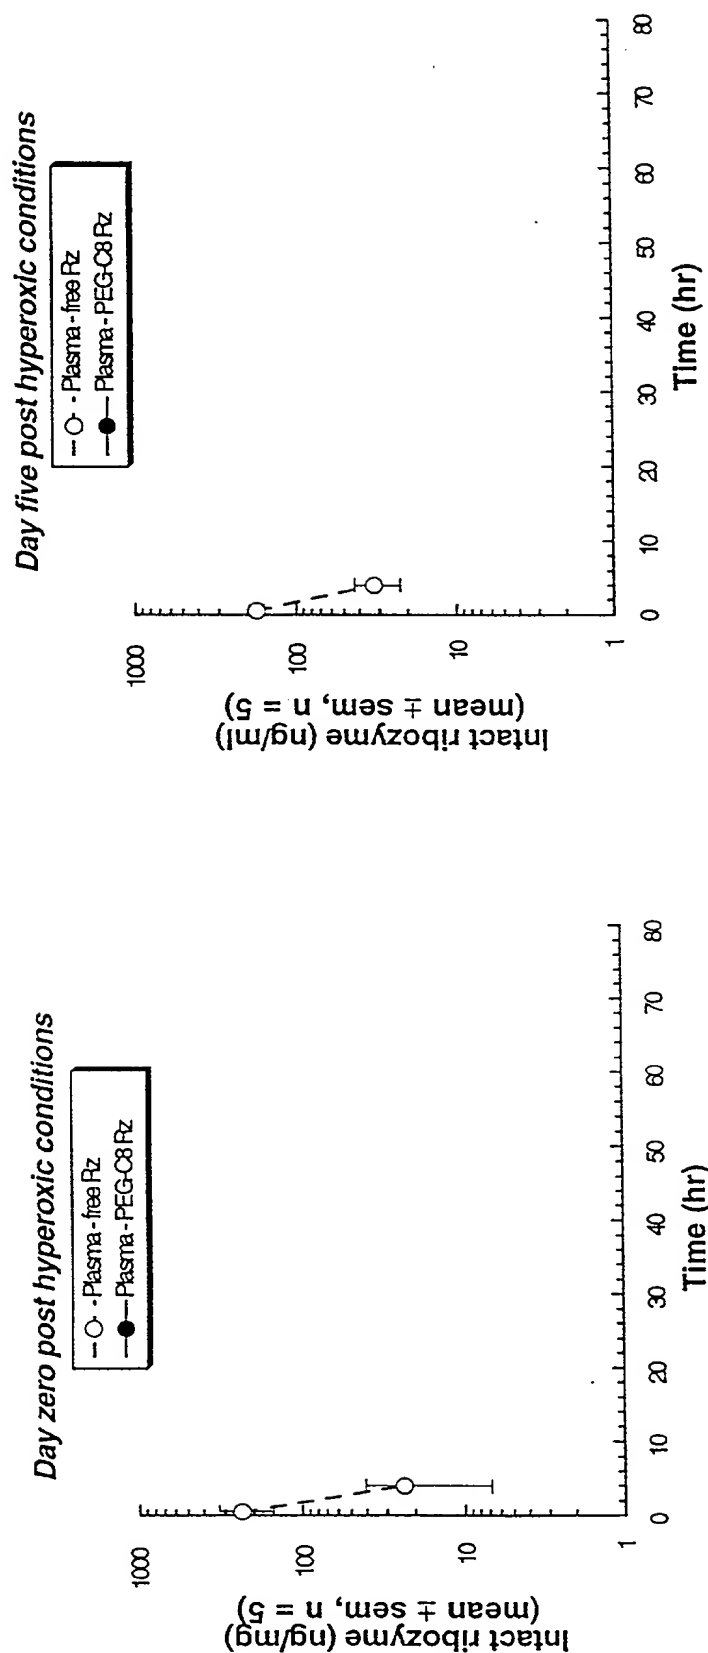 Day zero post hyperoxic conditions
- O - Plasma - free Rz
Plasma - PEG-C8 Rz
Intact ribozyme (ng/mg)
(mean ± sem, n = 5)
1000
100
10
1
0
10
20
30
40
50
60
70
80
Time (hr)
Day five post hyperoxic conditions
- O - Plasma - free Rz
Plasma - PEG-C8 Rz
Intact ribozyme (ng/ml)
(mean ± sem, n = 5)
1000
100
10
1
0
10
20
30
40
50
60
70
80
Time (hr)